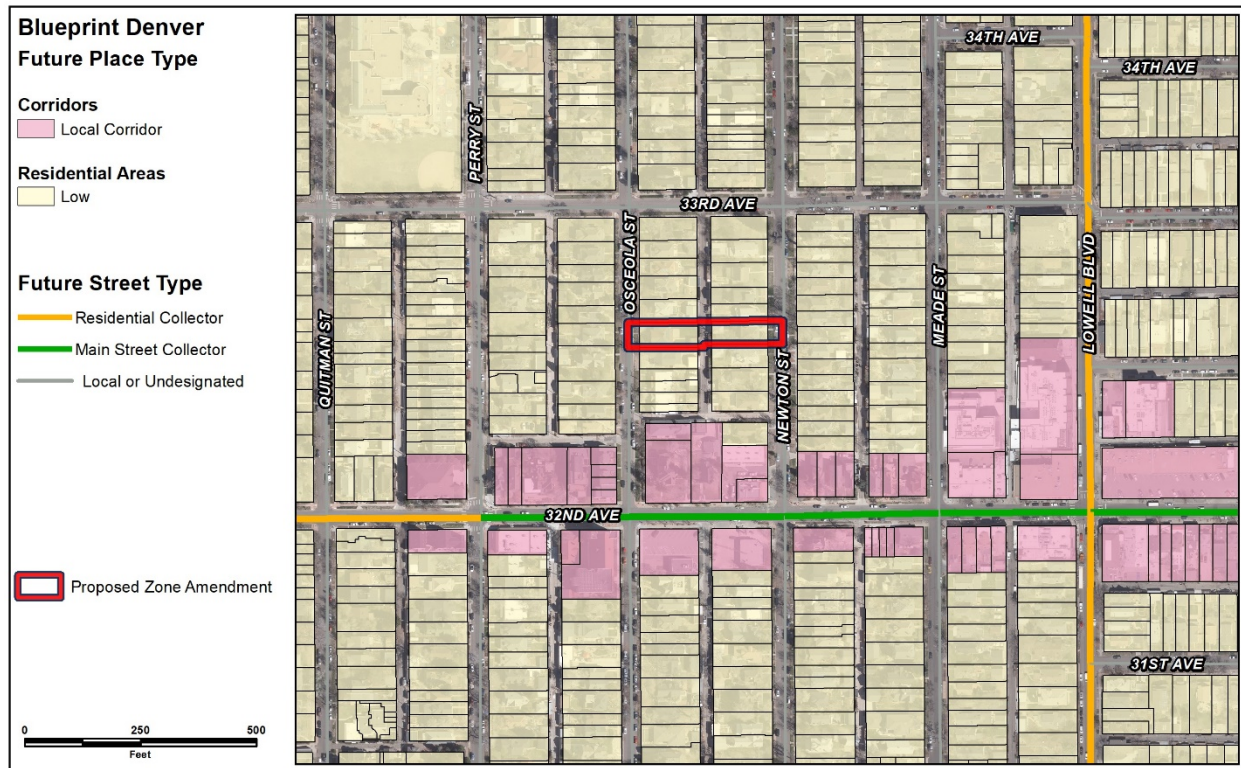 Blueprint Denver
Future Place Type
Corridors
Local Corridor
Residential Areas
Low
Future Street Type
Residential Collector
Main Street Collector
Local or Undesignated
Proposed Zone Amendment
0 250 500
Feet
34TH AVE
34TH AVE
PERRY ST
33RD AVE
OSCEOLA ST
MEADE ST
LOWELL BLVD
QUITMAN ST
NEWTON ST
32ND AVE
31ST AVE